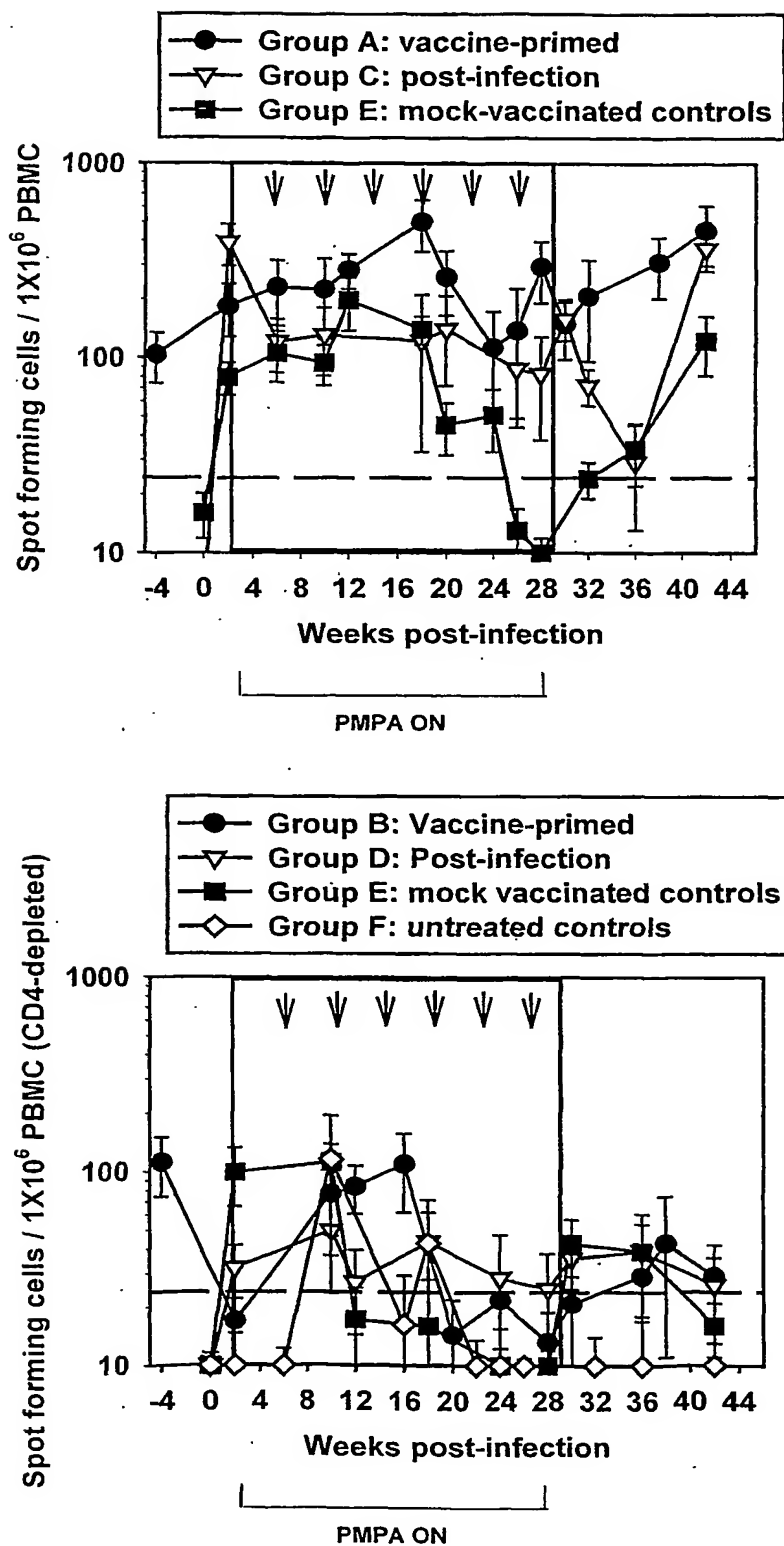 Group A: vaccine-primed
Group C: post-infection
Group E: mock-vaccinated controls
Spot forming cells / 1X10⁶ PBMC
1000
100
10
-4 0 4 8 12 16 20 24 28 32 36 40 44
Weeks post-infection
PMPA ON
Group B: Vaccine-primed
Group D: Post-infection
Group E: mock vaccinated controls
Group F: untreated controls
Spot forming cells / 1X10⁶ PBMC (CD4-depleted)
1000
100
10
-4 0 4 8 12 16 20 24 28 32 36 40 44
Weeks post-infection
PMPA ON